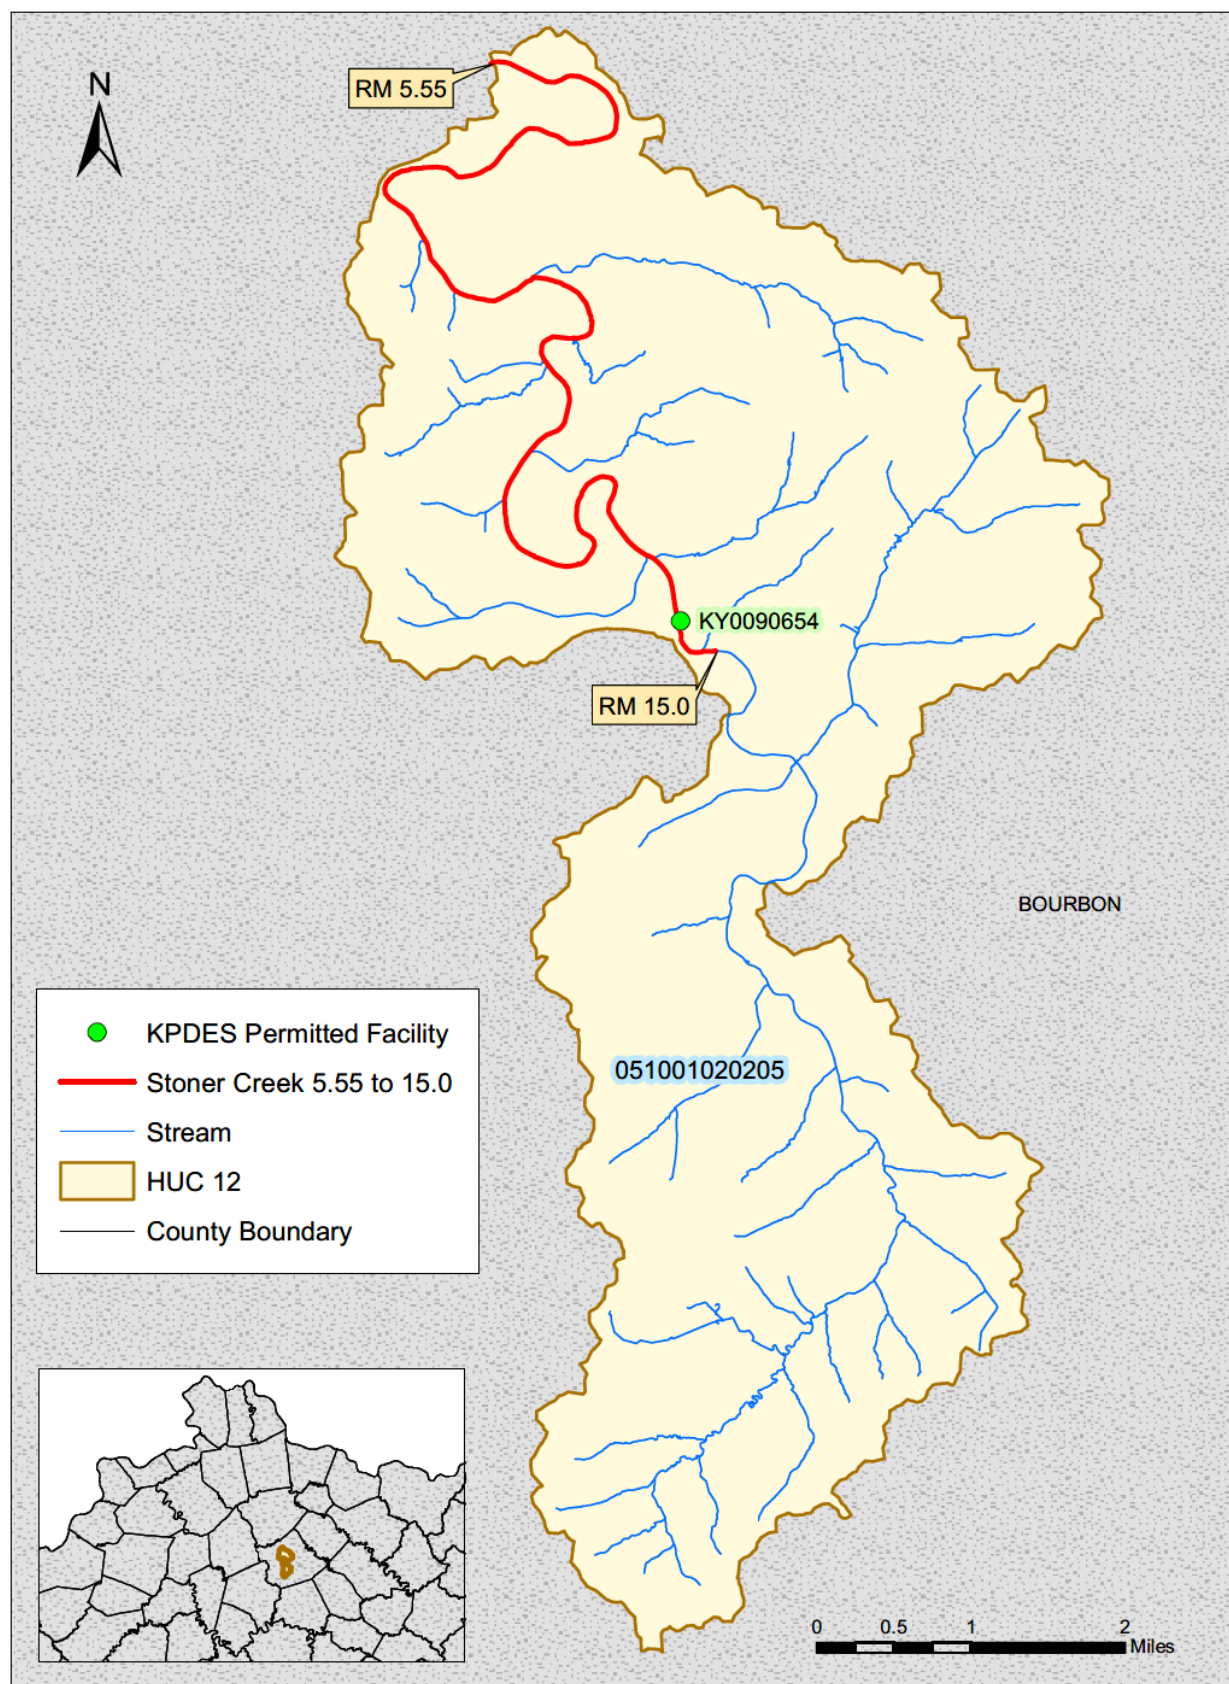 RM 5.55
N
KY0090654
RM 15.0
BOURBON
051001020205
KPDES Permitted Facility
Stoner Creek 5.55 to 15.0
Stream
HUC 12
County Boundary
0 0.5 1 2
Miles